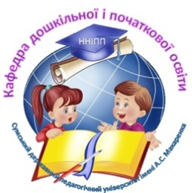 Кафедра дошкільної і початкової освіти
ННІПП
Сумський державний педагогічний університет імені А.С. Макаренка